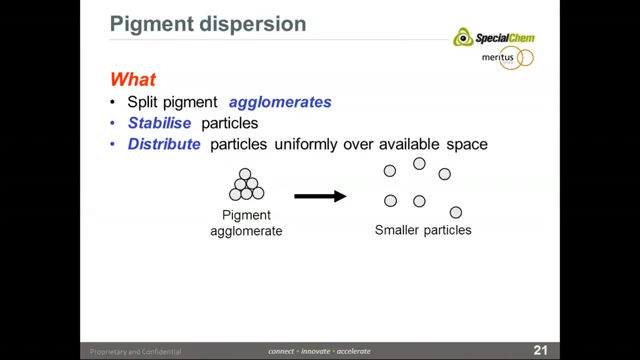 Pigment dispersion
SpecialChem
meritus
What
• Split pigment agglomerates
• Stabilise particles
• Distribute particles uniformly over available space
Pigment
agglomerate
Smaller particles
Proprietary and Confidential
connect • innovate • accelerate
21